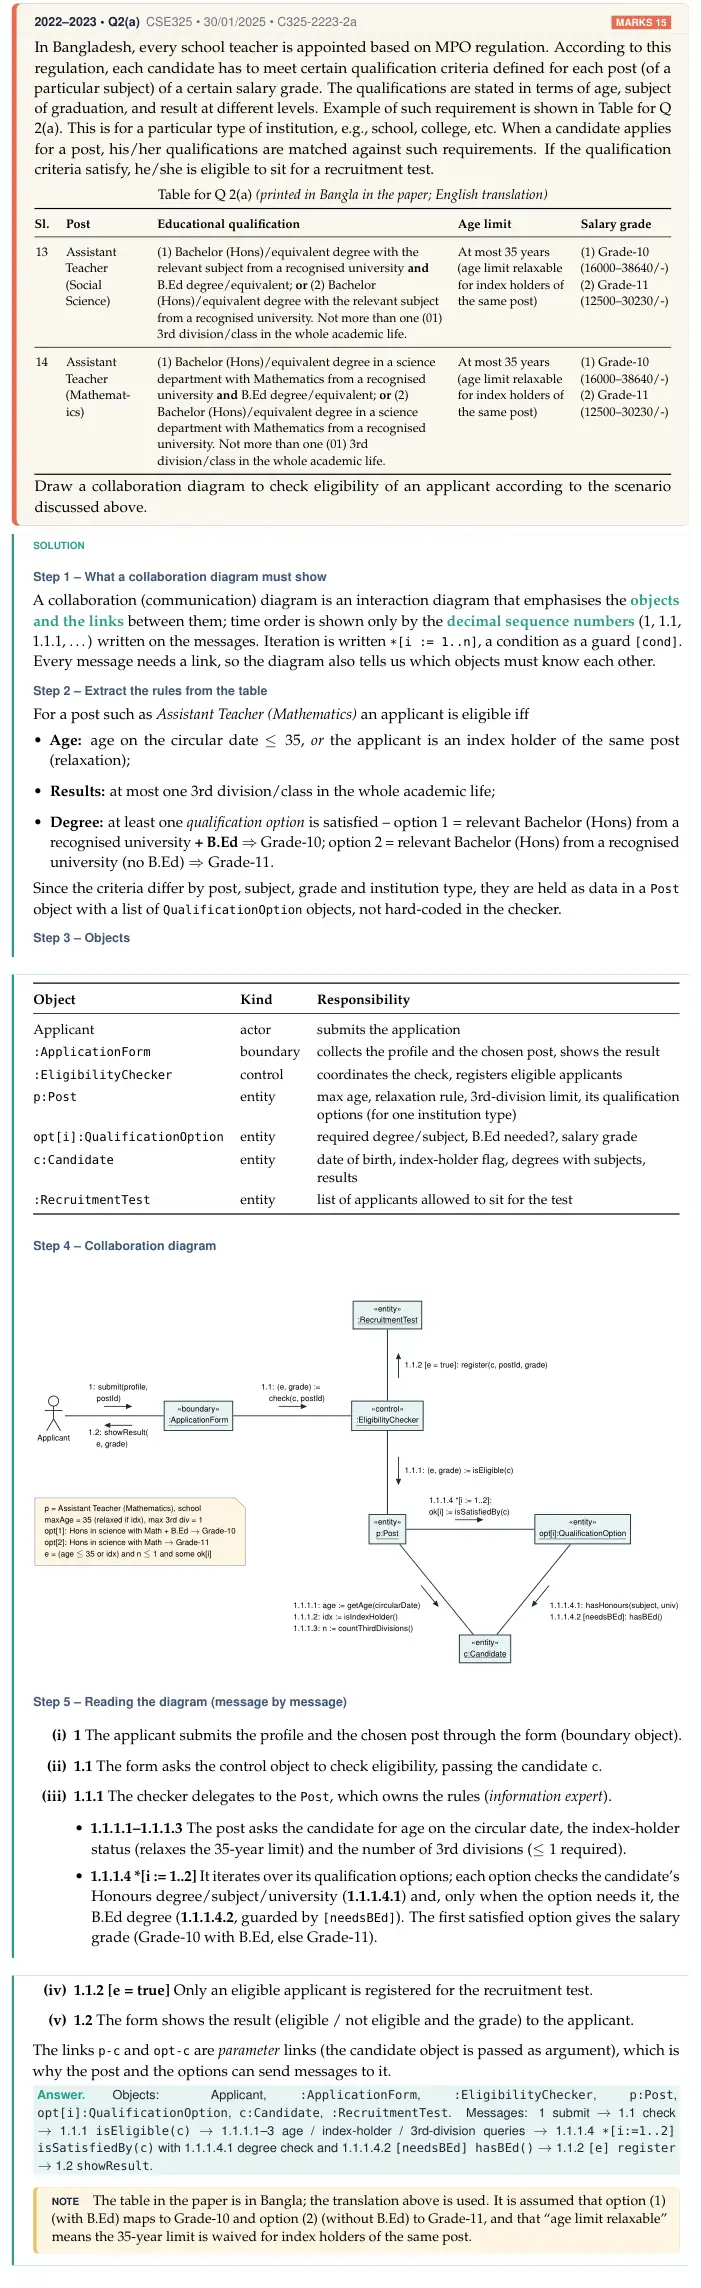 2022–2023 • Q2(a) CSE325 • 30/01/2025 • C325-2223-2a
MARKS 15
In Bangladesh, every school teacher is appointed based on MPO regulation. According to this
regulation, each candidate has to meet certain qualification criteria defined for each post (of a
particular subject) of a certain salary grade. The qualifications are stated in terms of age, subject
of graduation, and result at different levels. Example of such requirement is shown in Table for Q
2(a). This is for a particular type of institution, e.g., school, college, etc. When a candidate applies
for a post, his/her qualifications are matched against such requirements. If the qualification
criteria satisfy, he/she is eligible to sit for a recruitment test.
Table for Q 2(a) (printed in Bangla in the paper; English translation)
Sl. Post Educational qualification Age limit Salary grade
13 Assistant (1) Bachelor (Hons)/equivalent degree with the At most 35 years (1) Grade-10
Teacher relevant subject from a recognised university and (age limit relaxable (16000–38640/-)
(Social B.Ed degree/equivalent; or (2) Bachelor for index holders of (2) Grade-11
Science) (Hons)/equivalent degree with the relevant subject the same post) (12500–30230/-)
from a recognised university. Not more than one (01)
3rd division/class in the whole academic life.
14 Assistant (1) Bachelor (Hons)/equivalent degree in a science At most 35 years (1) Grade-10
Teacher department with Mathematics from a recognised (age limit relaxable (16000–38640/-)
(Mathemat- university and B.Ed degree/equivalent; or (2) for index holders of (2) Grade-11
ics) Bachelor (Hons)/equivalent degree in a science the same post) (12500–30230/-)
department with Mathematics from a recognised
university. Not more than one (01) 3rd
division/class in the whole academic life.
Draw a collaboration diagram to check eligibility of an applicant according to the scenario
discussed above.
SOLUTION
Step 1 – What a collaboration diagram must show
A collaboration (communication) diagram is an interaction diagram that emphasises the objects
and the links between them; time order is shown only by the decimal sequence numbers (1, 1.1,
1.1.1, ...) written on the messages. Iteration is written *[i := 1..n], a condition as a guard [cond].
Every message needs a link, so the diagram also tells us which objects must know each other.
Step 2 – Extract the rules from the table
For a post such as Assistant Teacher (Mathematics) an applicant is eligible iff
• Age: age on the circular date ≤ 35, or the applicant is an index holder of the same post
(relaxation);
• Results: at most one 3rd division/class in the whole academic life;
• Degree: at least one qualification option is satisfied – option 1 = relevant Bachelor (Hons) from a
recognised university + B.Ed ⇒ Grade-10; option 2 = relevant Bachelor (Hons) from a recognised
university (no B.Ed) ⇒ Grade-11.
Since the criteria differ by post, subject, grade and institution type, they are held as data in a Post
object with a list of QualificationOption objects, not hard-coded in the checker.
Step 3 – Objects
Object Kind Responsibility
Applicant actor submits the application
:ApplicationForm boundary collects the profile and the chosen post, shows the result
:EligibilityChecker control coordinates the check, registers eligible applicants
p:Post entity max age, relaxation rule, 3rd-division limit, its qualification
options (for one institution type)
opt[i]:QualificationOption entity required degree/subject, B.Ed needed?, salary grade
c:Candidate entity date of birth, index-holder flag, degrees with subjects,
results
:RecruitmentTest entity list of applicants allowed to sit for the test
Step 4 – Collaboration diagram
«entity»
:RecruitmentTest
1.1.2 [e = true]: register(c, postId, grade)
1: submit(profile,
postId)
1.1: (e, grade) :=
check(c, postId)
«boundary»
:ApplicationForm
«control»
:EligibilityChecker
Applicant
1.2: showResult(
e, grade)
1.1.1: (e, grade) := isEligible(c)
p = Assistant Teacher (Mathematics), school
maxAge = 35 (relaxed if idx), max 3rd div = 1
opt[1]: Hons in science with Math + B.Ed → Grade-10
opt[2]: Hons in science with Math → Grade-11
e = (age ≤ 35 or idx) and n ≤ 1 and some ok[i]
1.1.1.4 *[i := 1..2]:
ok[i] := isSatisfiedBy(c)
«entity»
p:Post
«entity»
opt[i]:QualificationOption
1.1.1.1: age := getAge(circularDate)
1.1.1.2: idx := isIndexHolder()
1.1.1.3: n := countThirdDivisions()
1.1.1.4.1: hasHonours(subject, univ)
1.1.1.4.2 [needsBEd]: hasBEd()
«entity»
c:Candidate
Step 5 – Reading the diagram (message by message)
(i) 1 The applicant submits the profile and the chosen post through the form (boundary object).
(ii) 1.1 The form asks the control object to check eligibility, passing the candidate c.
(iii) 1.1.1 The checker delegates to the Post, which owns the rules (information expert).
• 1.1.1.1–1.1.1.3 The post asks the candidate for age on the circular date, the index-holder
status (relaxes the 35-year limit) and the number of 3rd divisions (≤ 1 required).
• 1.1.1.4 *[i := 1..2] It iterates over its qualification options; each option checks the candidate’s
Honours degree/subject/university (1.1.1.4.1) and, only when the option needs it, the
B.Ed degree (1.1.1.4.2, guarded by [needsBEd]). The first satisfied option gives the salary
grade (Grade-10 with B.Ed, else Grade-11).
(iv) 1.1.2 [e = true] Only an eligible applicant is registered for the recruitment test.
(v) 1.2 The form shows the result (eligible / not eligible and the grade) to the applicant.
The links p-c and opt-c are parameter links (the candidate object is passed as argument), which is
why the post and the options can send messages to it.
Answer. Objects: Applicant, :ApplicationForm, :EligibilityChecker, p:Post,
opt[i]:QualificationOption, c:Candidate, :RecruitmentTest. Messages: 1 submit → 1.1 check
→ 1.1.1 isEligible(c) → 1.1.1.1–3 age / index-holder / 3rd-division queries → 1.1.1.4 *[i:=1..2]
isSatisfiedBy(c) with 1.1.1.4.1 degree check and 1.1.1.4.2 [needsBEd] hasBEd() → 1.1.2 [e] register
→ 1.2 showResult.
NOTE The table in the paper is in Bangla; the translation above is used. It is assumed that option (1)
(with B.Ed) maps to Grade-10 and option (2) (without B.Ed) to Grade-11, and that “age limit relaxable”
means the 35-year limit is waived for index holders of the same post.